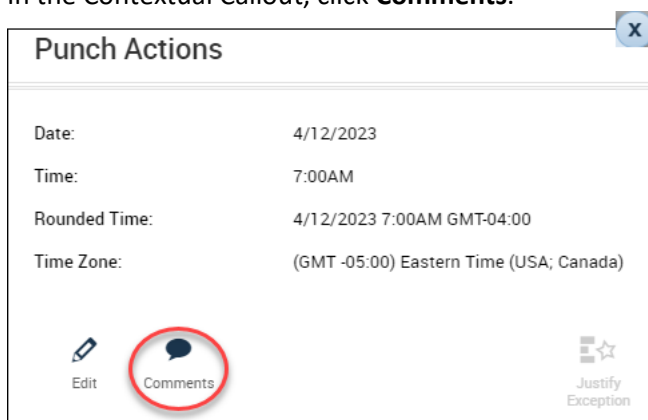 In the Contextual Callout, click Comments.
X
Punch Actions
Date: 4/12/2023
Time: 7:00AM
Rounded Time: 4/12/2023 7:00AM GMT-04:00
Time Zone: (GMT -05:00) Eastern Time (USA; Canada)
Edit Comments Justify
Exception